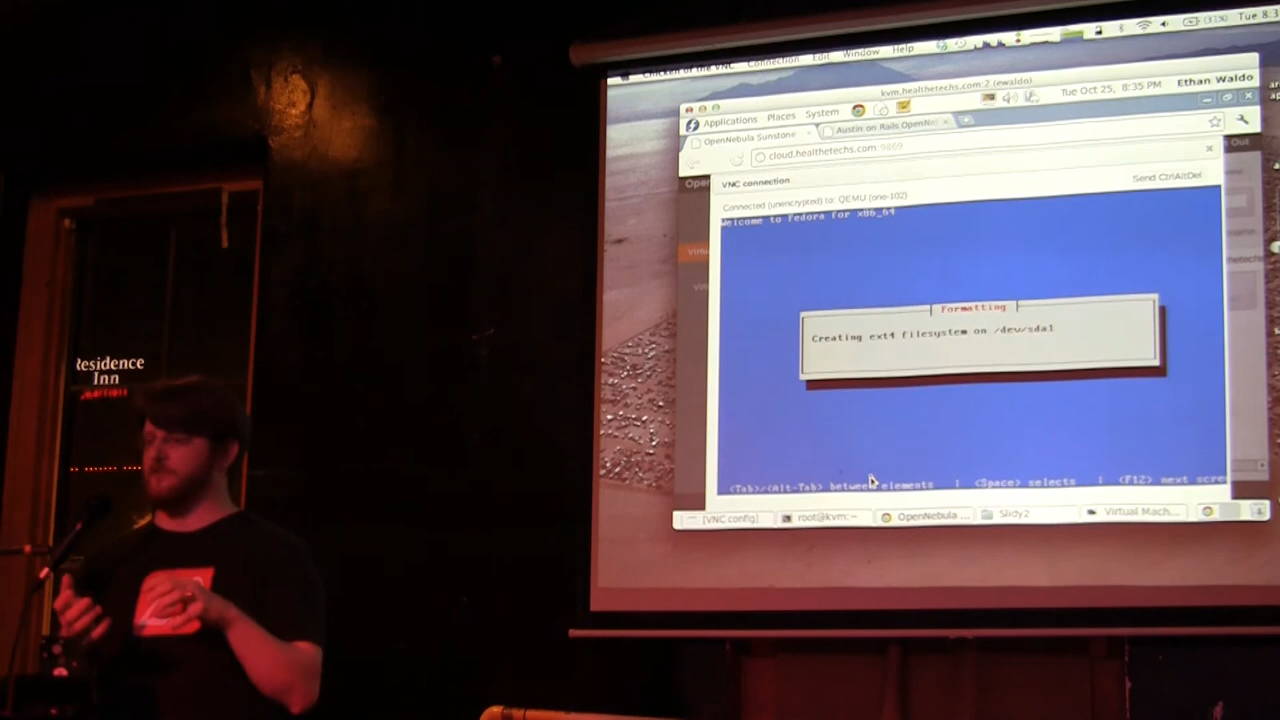 Chicken of the VNC Connection Edit Window Help
Tue 8:3
kvm.healthetechs.com:2 (ewaldo)
Applications Places System
Tue Oct 25, 8:35 PM Ethan Waldo
OpenNebula Sunstone
Austin on Rails OpenNe
cloud.healthetechs.com:9869
VNC connection
Send CtrlAltDel
Connected (unencrypted) to: QEMU (one-102)
Welcome to Fedora for x86_64
Formatting
Creating ext4 filesystem on /dev/sda1
<Tab>/<Alt-Tab> between elements | <Space> selects | <F12> next scree
[VNC config]
root@kvm:~
OpenNebula ...
Slidy2
Virtual Mach...
Residence
Inn
Marriott